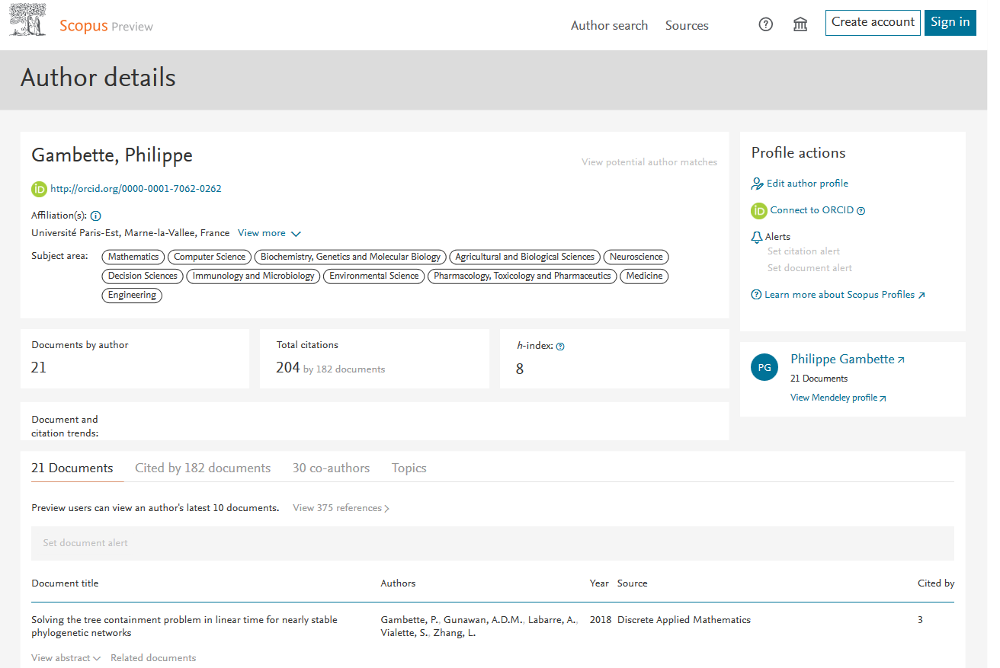 Scopus Preview
Author search Sources
Create account Sign in
Author details
Gambette, Philippe
View potential author matches
iD http://orcid.org/0000-0001-7062-0262
Affiliation(s):
Université Paris-Est, Marne-la-Vallee, France View more
Subject area: Mathematics Computer Science Biochemistry, Genetics and Molecular Biology Agricultural and Biological Sciences Neuroscience
Decision Sciences Immunology and Microbiology Environmental Science Pharmacology, Toxicology and Pharmaceutics Medicine
Engineering
Profile actions
Edit author profile
iD Connect to ORCID
Alerts
Set citation alert
Set document alert
Learn more about Scopus Profiles
Documents by author
21
Total citations
204 by 182 documents
h-index:
8
PG
Philippe Gambette
21 Documents
View Mendeley profile
Document and
citation trends:
21 Documents Cited by 182 documents 30 co-authors Topics
Preview users can view an author's latest 10 documents. View 375 references
Set document alert
Document title Authors Year Source Cited by
Solving the tree containment problem in linear time for nearly stable
phylogenetic networks
Gambette, P., Gunawan, A.D.M., Labarre, A.,
Vialette, S., Zhang, L.
2018 Discrete Applied Mathematics 3
View abstract Related documents